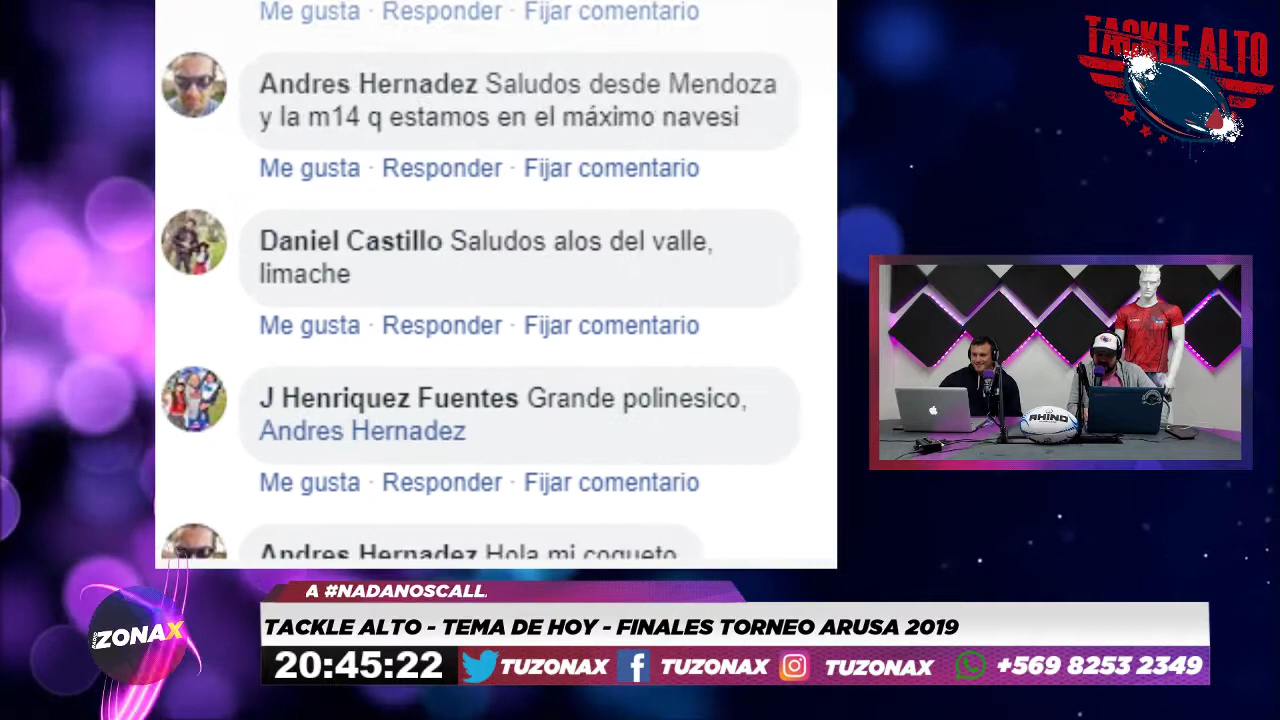 Me gusta · Responder · Fijar comentario
TACKLE ALTO
Andres Hernadez Saludos desde Mendoza
y la m14 q estamos en el máximo navesi
Me gusta · Responder · Fijar comentario
Daniel Castillo Saludos alos del valle,
limache
Me gusta · Responder · Fijar comentario
J Henriquez Fuentes Grande polinesico,
Andres Hernadez
Me gusta · Responder · Fijar comentario
RHINO
Andres Hernadez Hola mi coqueto
A #NADANOSCALL
RADIO ZONAX
TACKLE ALTO - TEMA DE HOY - FINALES TORNEO ARUSA 2019
20:45:22 TUZONAX TUZONAX TUZONAX +569 8253 2349